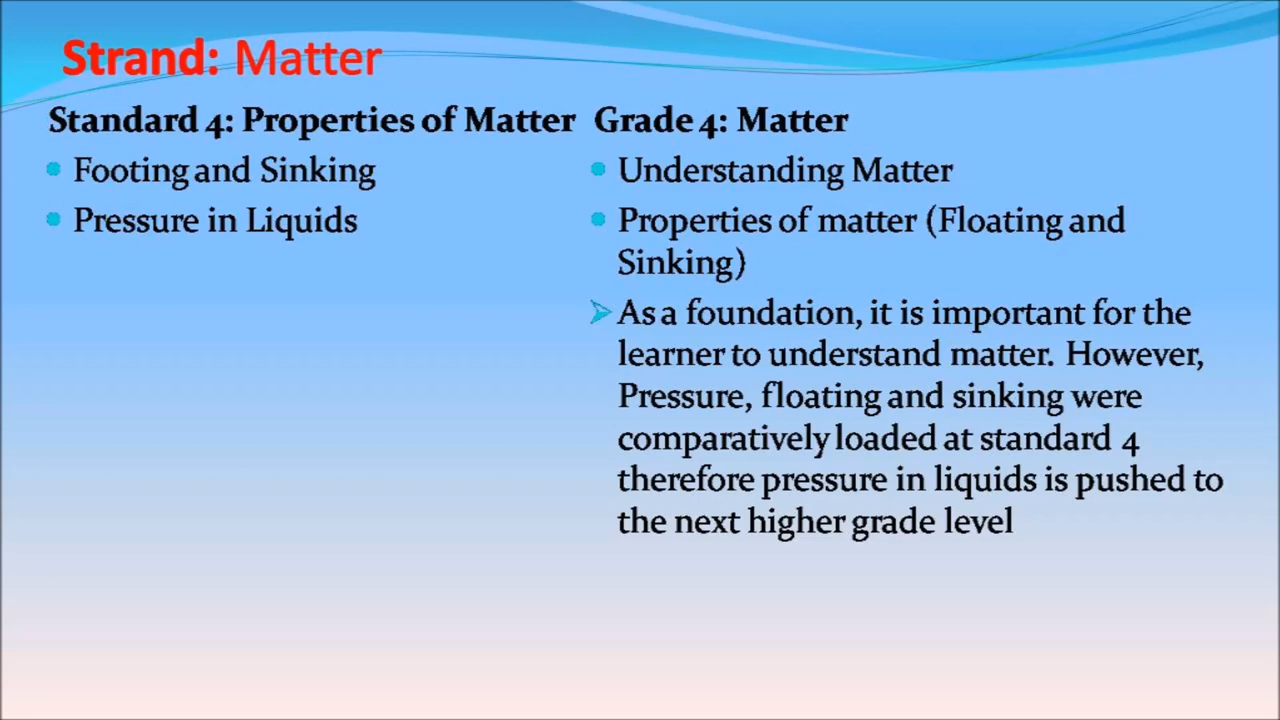 Strand: Matter
Standard 4: Properties of Matter
Footing and Sinking
Pressure in Liquids
Grade 4: Matter
Understanding Matter
Properties of matter (Floating and
Sinking)
As a foundation, it is important for the
learner to understand matter. However,
Pressure, floating and sinking were
comparatively loaded at standard 4
therefore pressure in liquids is pushed to
the next higher grade level